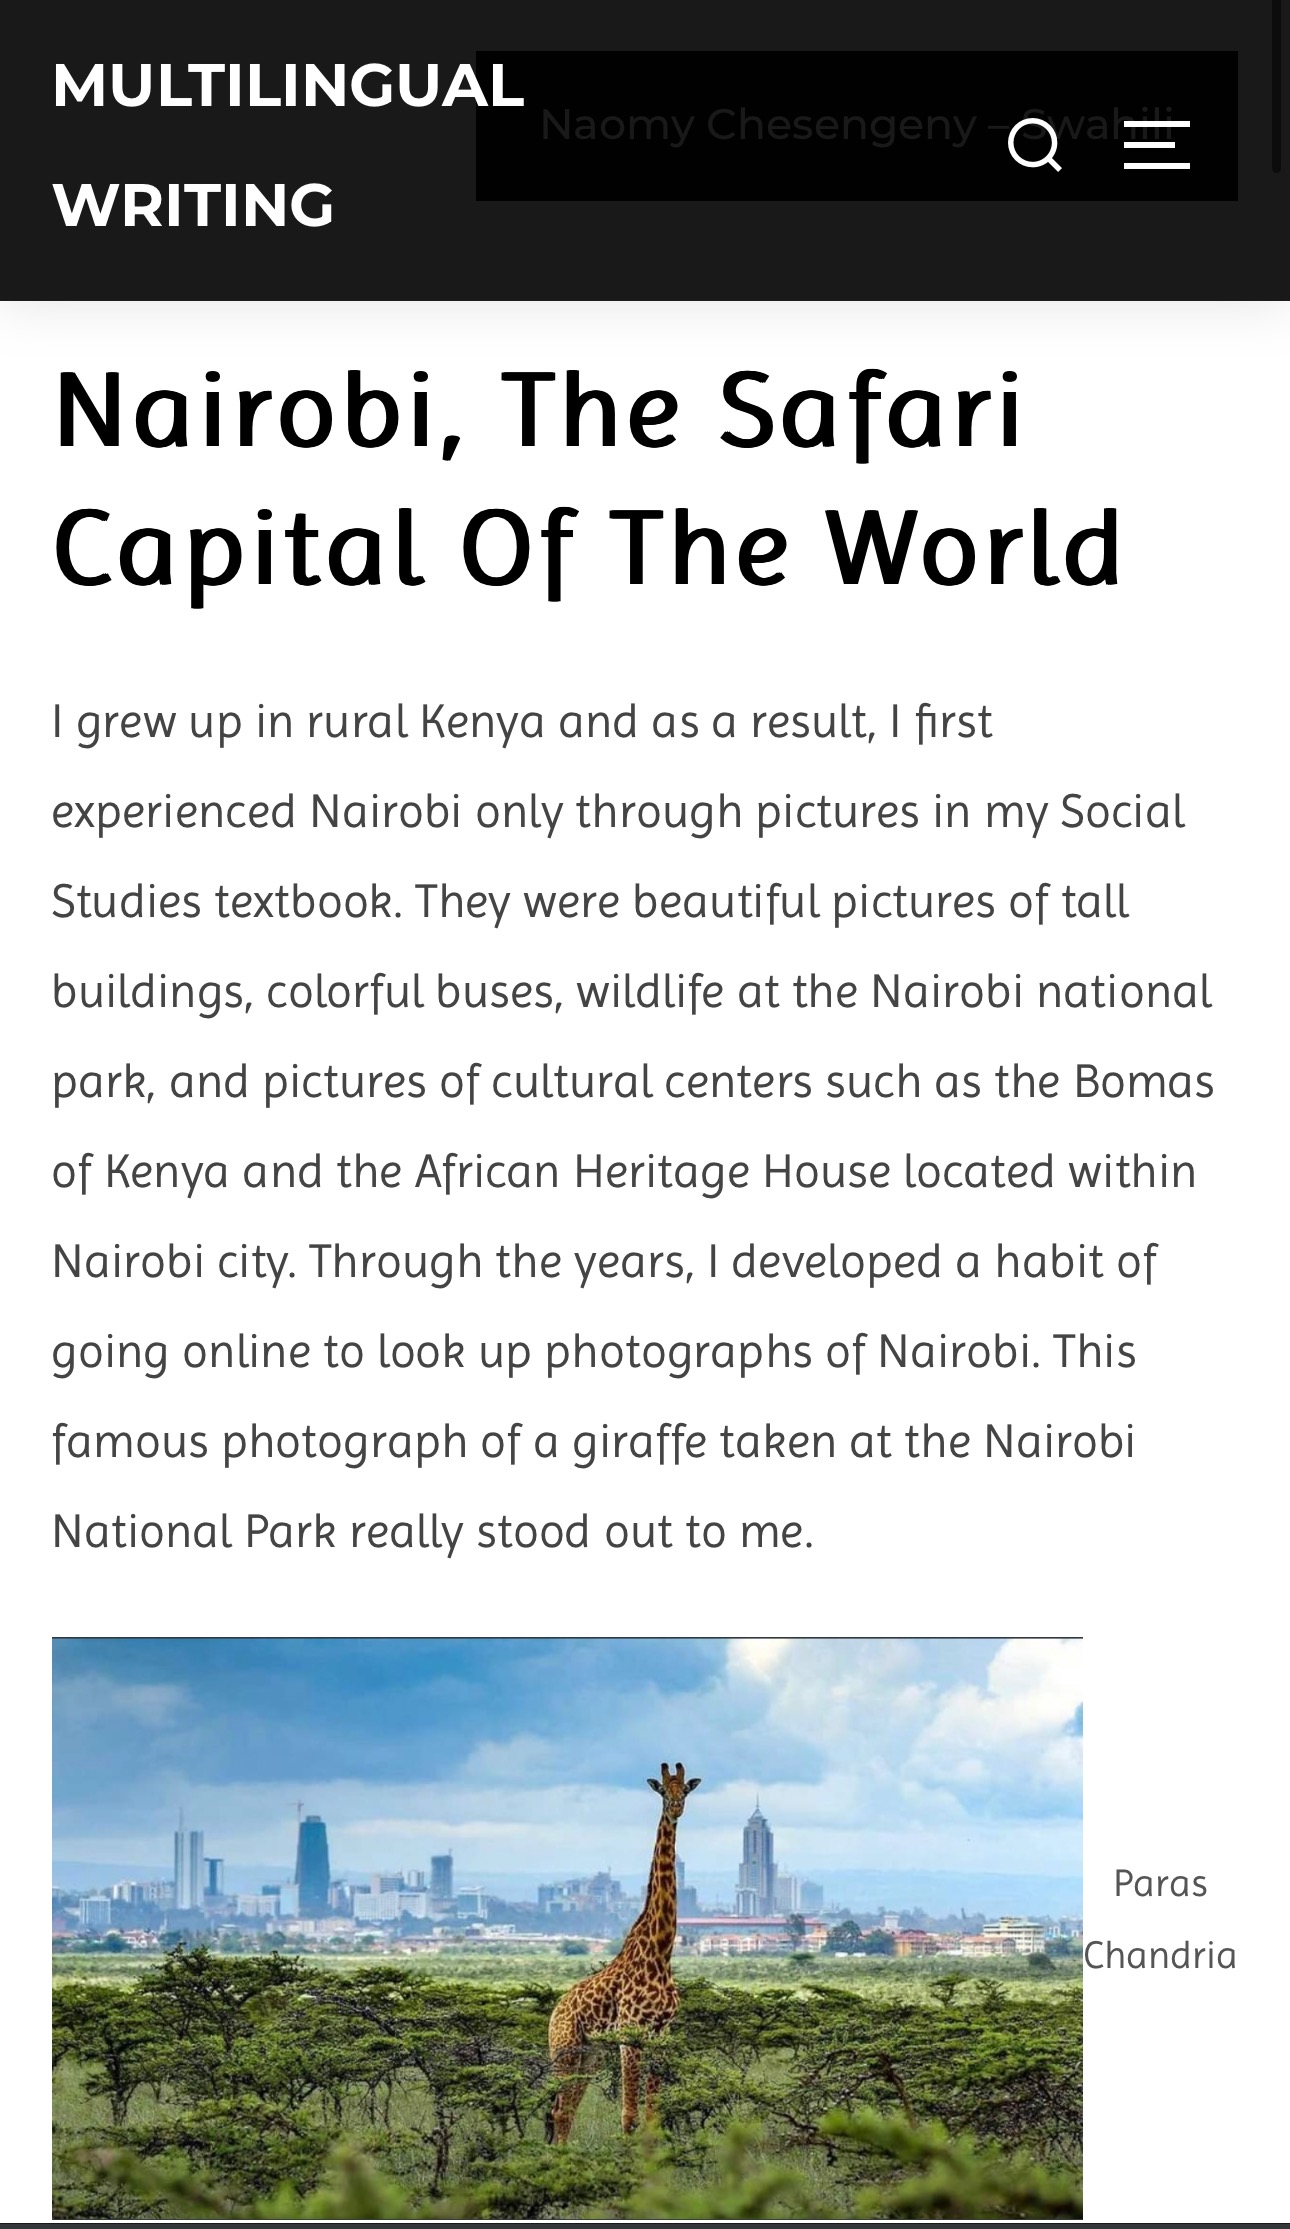 MULTILINGUAL
WRITING
Naomy Chesengeny – Swahili
Nairobi, The Safari
Capital Of The World
I grew up in rural Kenya and as a result, I first
experienced Nairobi only through pictures in my Social
Studies textbook. They were beautiful pictures of tall
buildings, colorful buses, wildlife at the Nairobi national
park, and pictures of cultural centers such as the Bomas
of Kenya and the African Heritage House located within
Nairobi city. Through the years, I developed a habit of
going online to look up photographs of Nairobi. This
famous photograph of a giraffe taken at the Nairobi
National Park really stood out to me.
Paras
Chandria